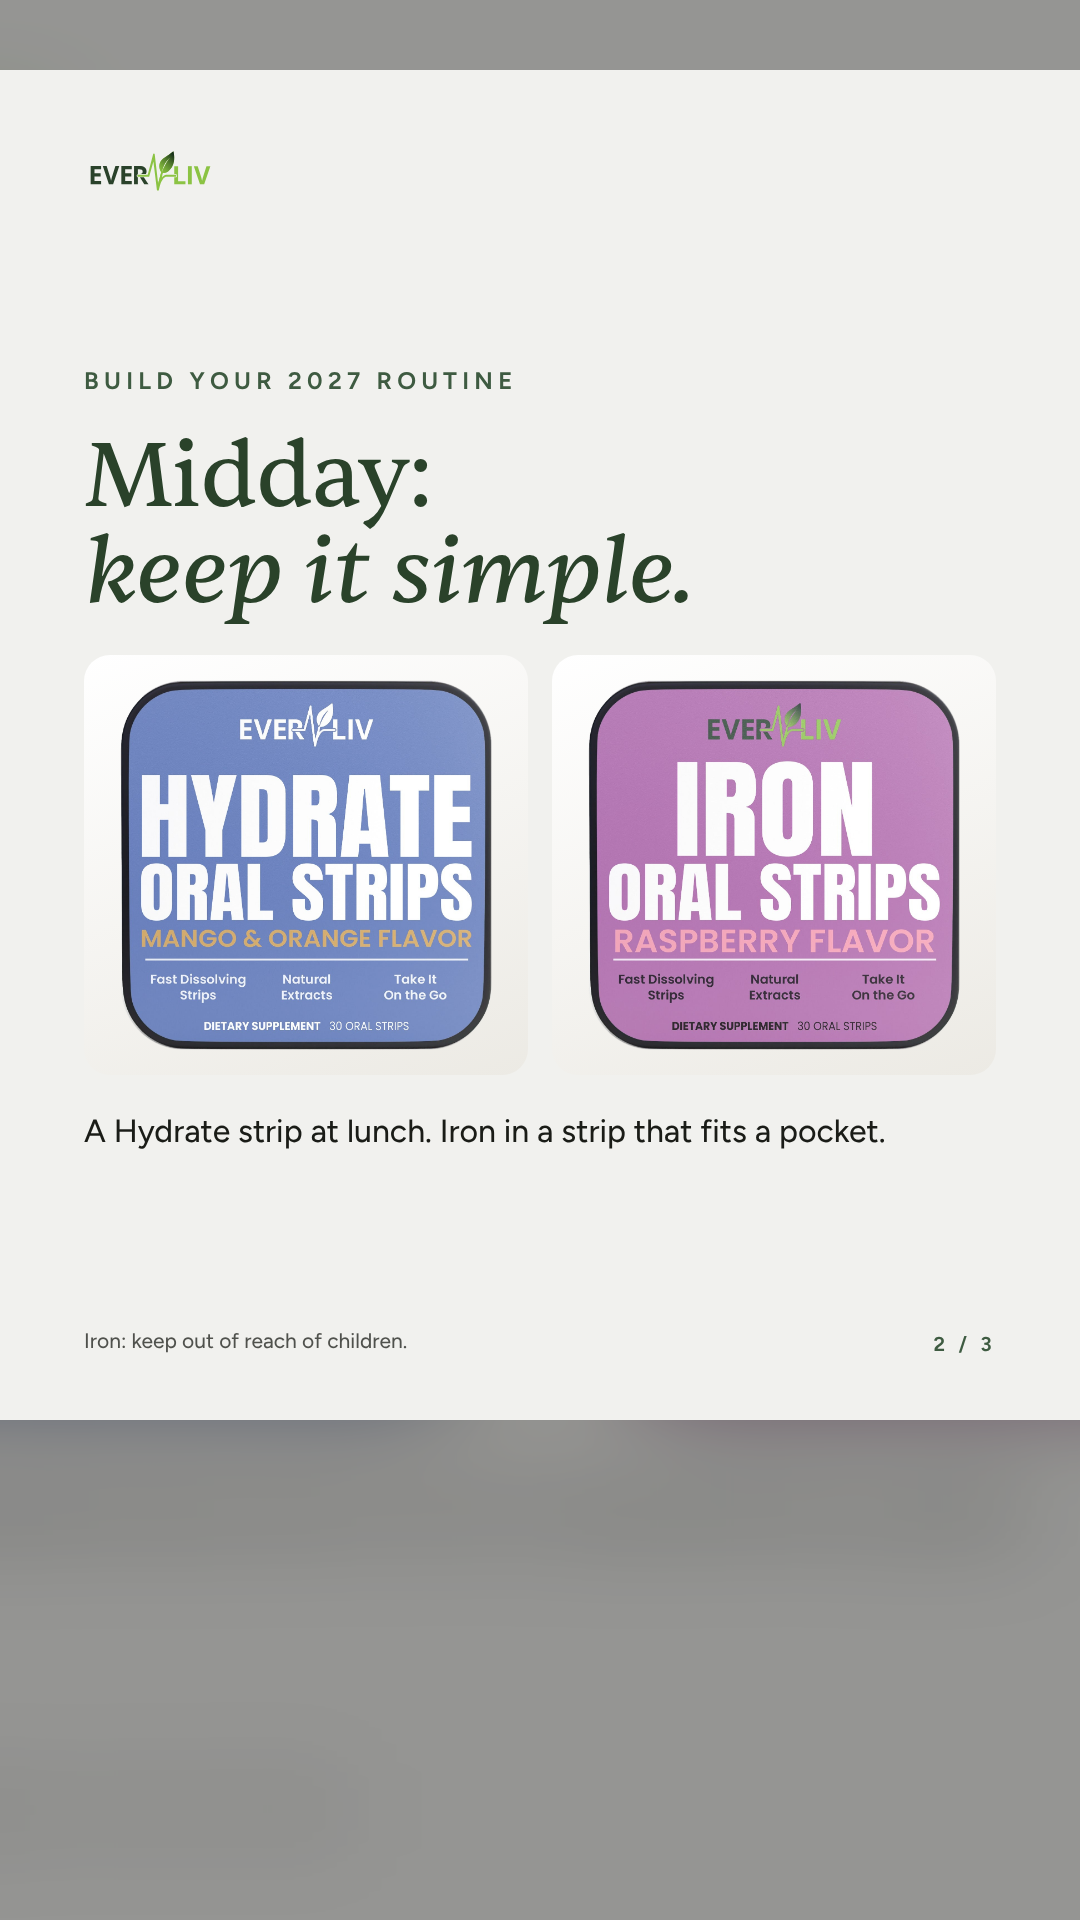 EVERLIV
BUILD YOUR 2027 ROUTINE
Midday:
keep it simple.
EVERLIV
HYDRATE
ORAL STRIPS
MANGO & ORANGE FLAVOR
Fast Dissolving Strips
Natural Extracts
Take It On the Go
DIETARY SUPPLEMENT 30 ORAL STRIPS
EVERLIV
IRON
ORAL STRIPS
RASPBERRY FLAVOR
Fast Dissolving Strips
Natural Extracts
Take It On the Go
DIETARY SUPPLEMENT 30 ORAL STRIPS
A Hydrate strip at lunch. Iron in a strip that fits a pocket.
Iron: keep out of reach of children.
2 / 3